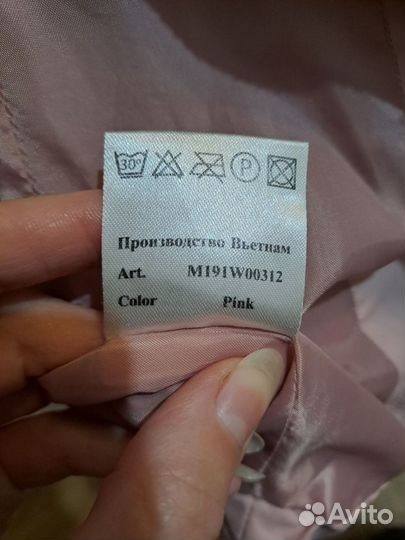 30°
P
Производство Вьетнам
Art. M191W00312
Color Pink
Avito